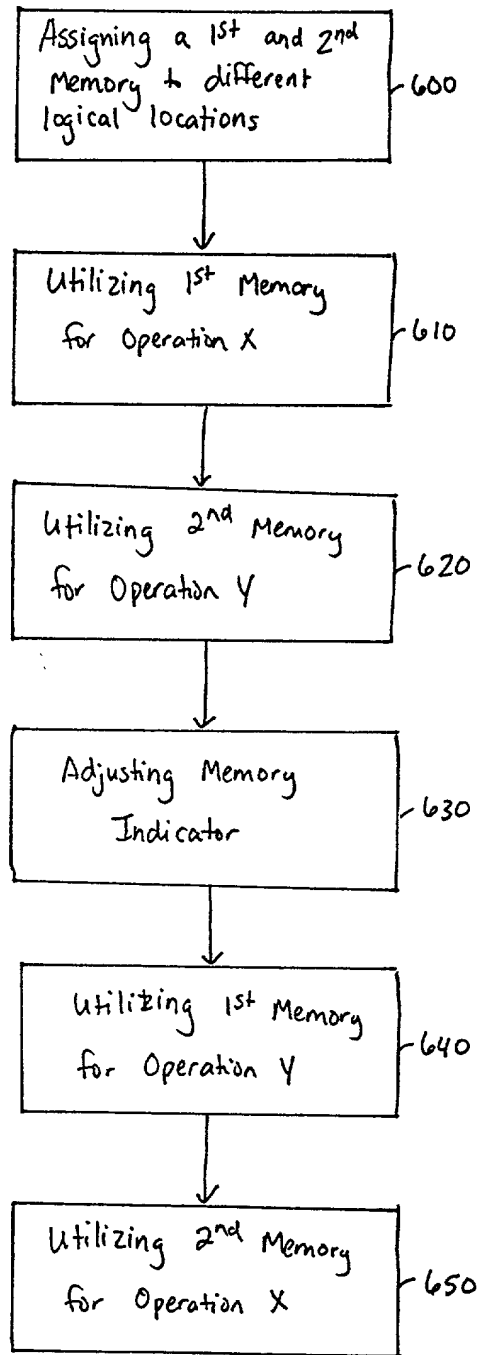 Assigning a 1st and 2nd
Memory to different
logical locations
600
Utilizing 1st Memory
for Operation X
610
Utilizing 2nd Memory
for Operation Y
620
Adjusting Memory
Indicator
630
Utilizing 1st Memory
for Operation Y
640
Utilizing 2nd Memory
for Operation X
650